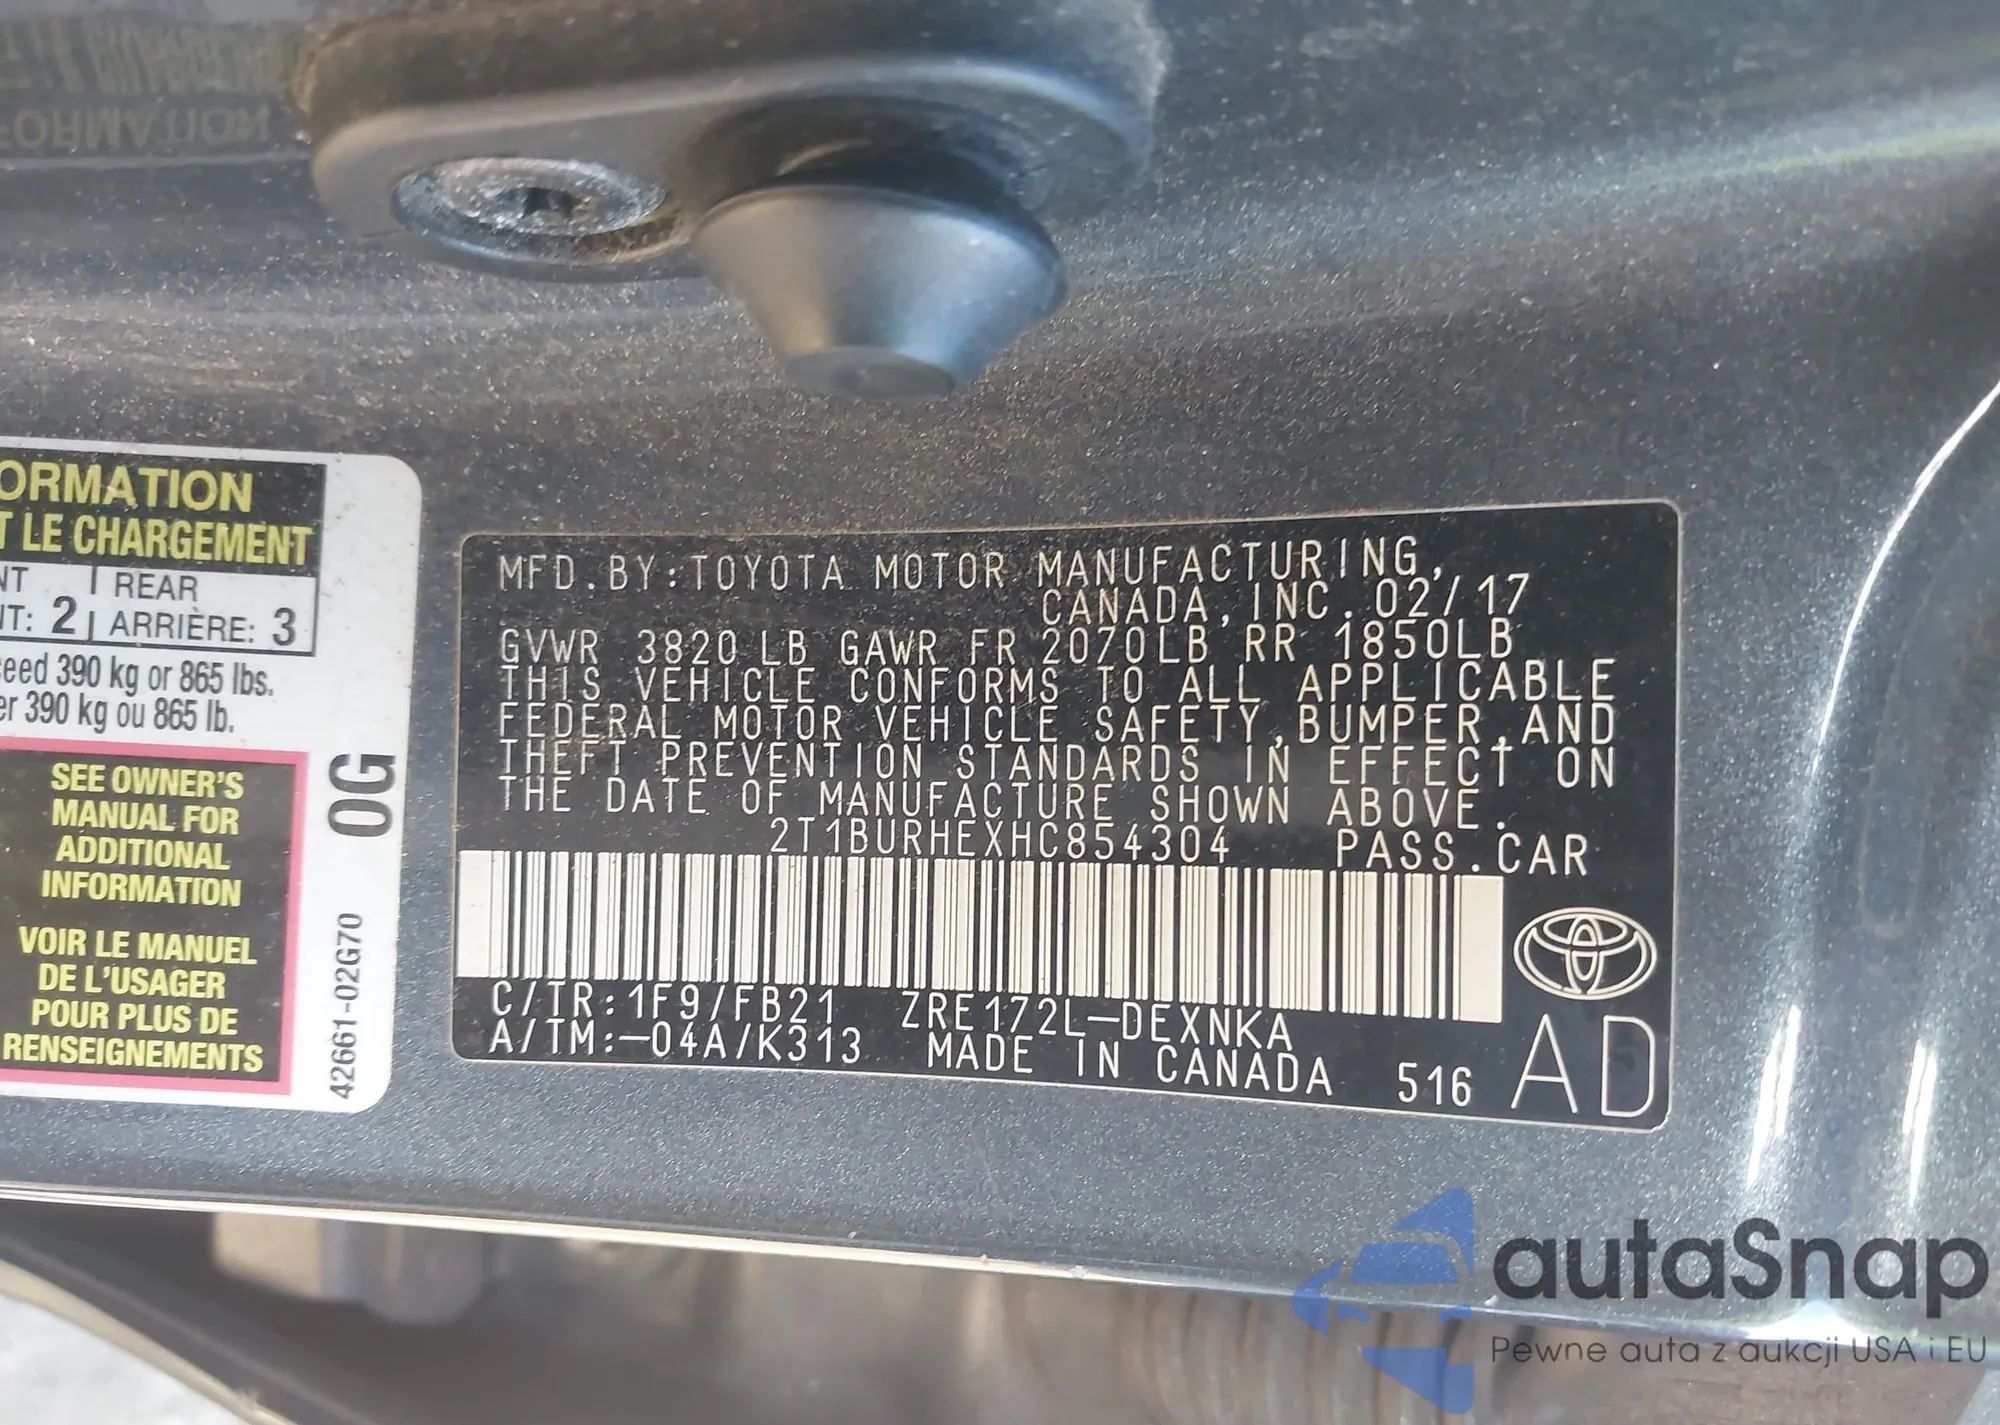 ORMATION
T LE CHARGEMENT
NT | REAR
NT: 2 | ARRIÈRE: 3
eed 390 kg or 865 lbs.
er 390 kg ou 865 lb.
SEE OWNER'S
MANUAL FOR
ADDITIONAL
INFORMATION
VOIR LE MANUEL
DE L'USAGER
POUR PLUS DE
RENSEIGNEMENTS
0G
42661-02G70
MFD.BY:TOYOTA MOTOR MANUFACTURING,
CANADA,INC. 02/17
GVWR 3820 LB GAWR FR 2070LB RR 1850LB
THIS VEHICLE CONFORMS TO ALL APPLICABLE
FEDERAL MOTOR VEHICLE SAFETY,BUMPER,AND
THEFT PREVENTION STANDARDS IN EFFECT ON
THE DATE OF MANUFACTURE SHOWN ABOVE.
2T1BURHEXHC854304 PASS.CAR
C/TR:1F9/FB21 ZRE172L-DEXNKA
A/TM:-04A/K313 MADE IN CANADA 516 AD
autaSnap
Pewne auta z aukcji USA i EU